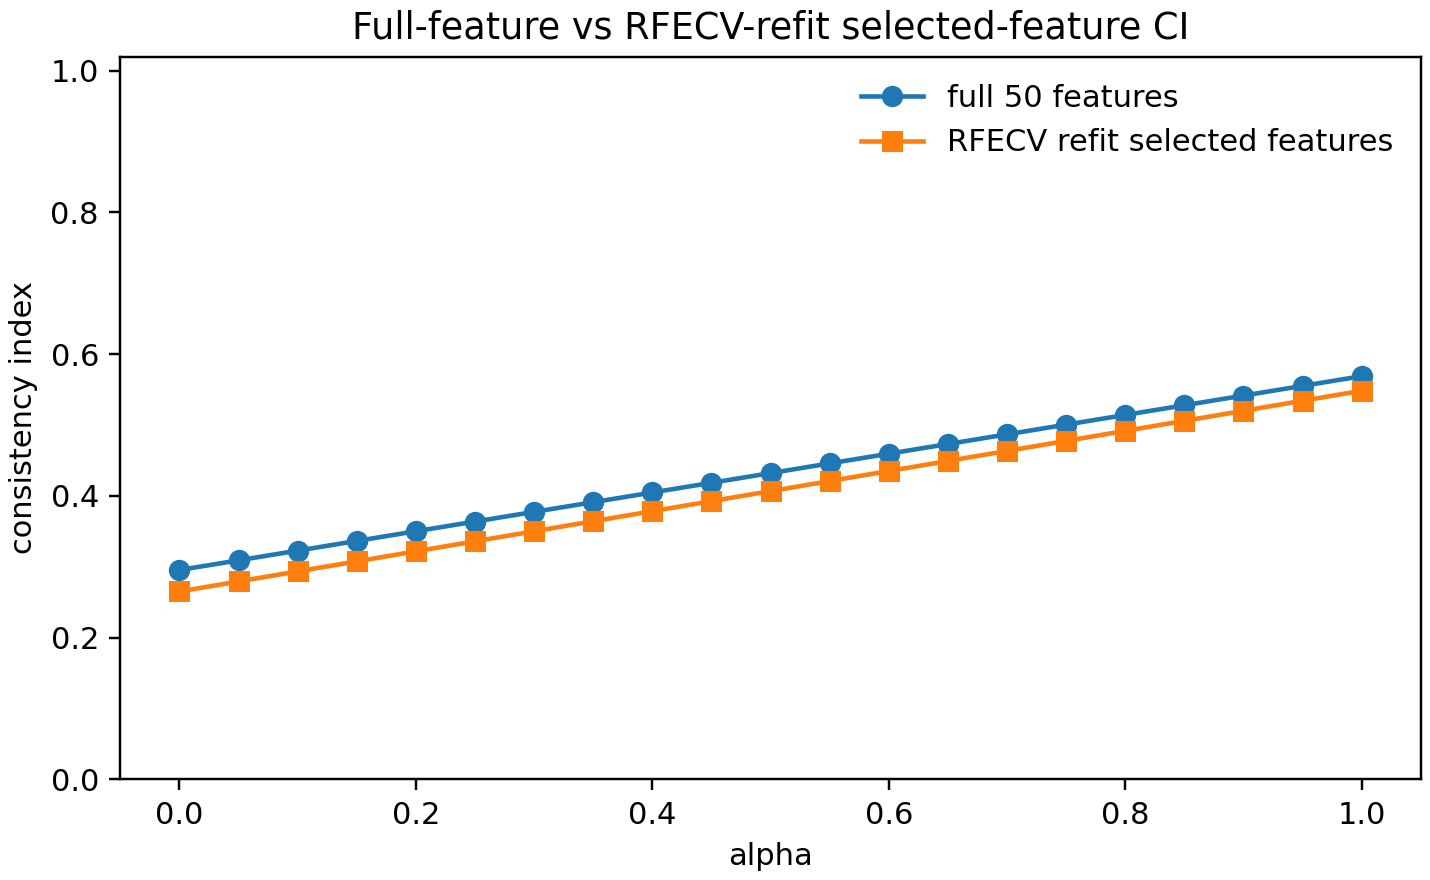 Full-feature vs RFECV-refit selected-feature CI
full 50 features
RFECV refit selected features
consistency index
1.0
0.8
0.6
0.4
0.2
0.0
0.0 0.2 0.4 0.6 0.8 1.0
alpha